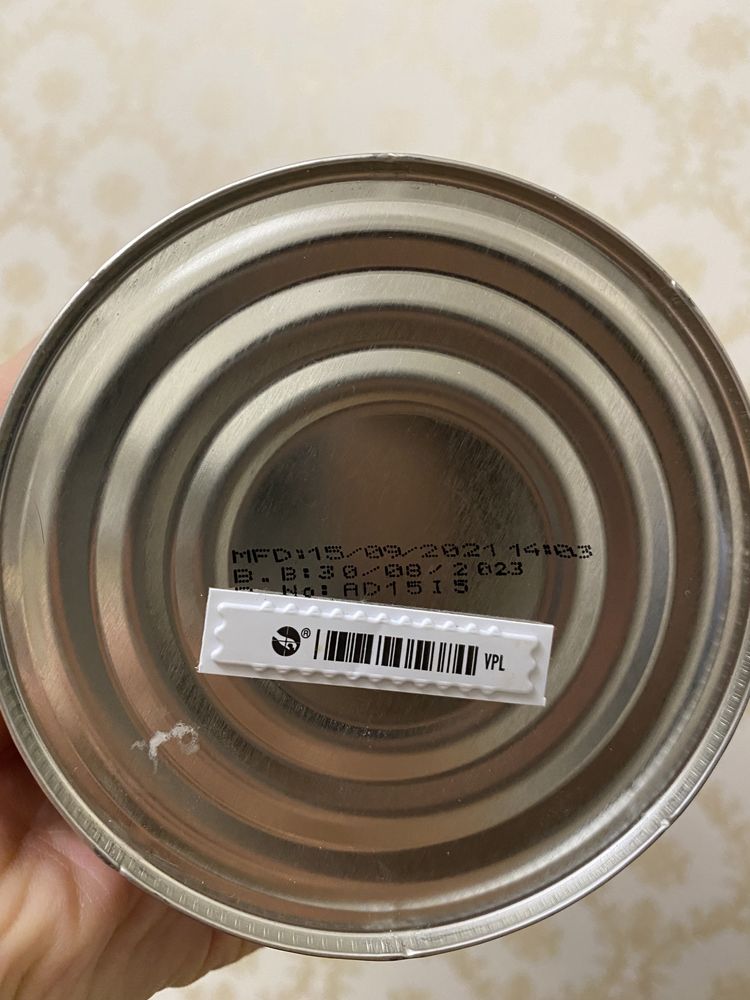 MFD:15/09/2021 14:03
B.B:30/08/2023
No: AD15I5
® VPL